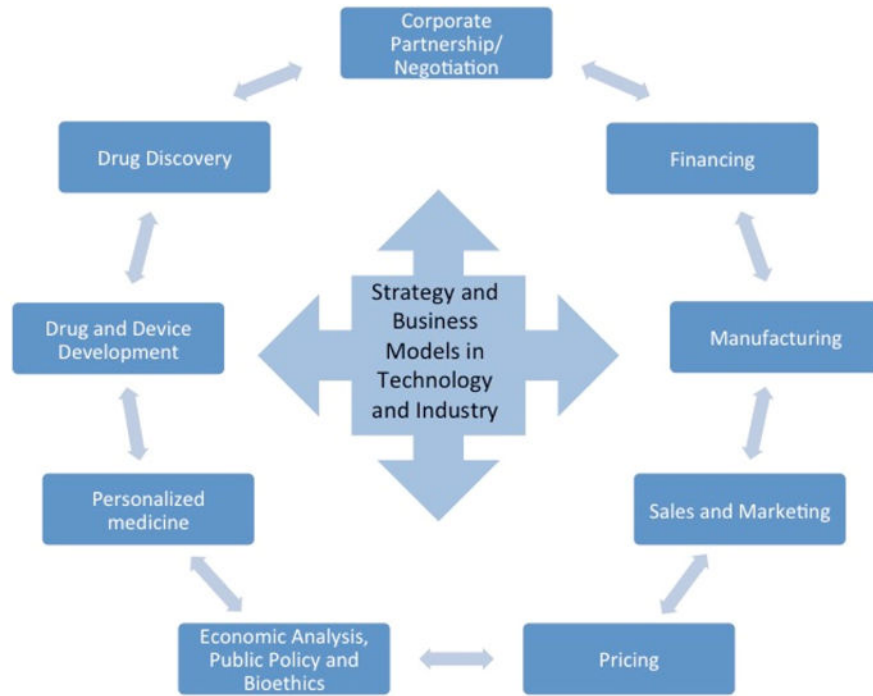 Corporate
Partnership/
Negotiation
Drug Discovery
Financing
Strategy and
Business
Models in
Technology
and Industry
Drug and Device
Development
Manufacturing
Personalized
medicine
Sales and Marketing
Economic Analysis,
Public Policy and
Bioethics
Pricing